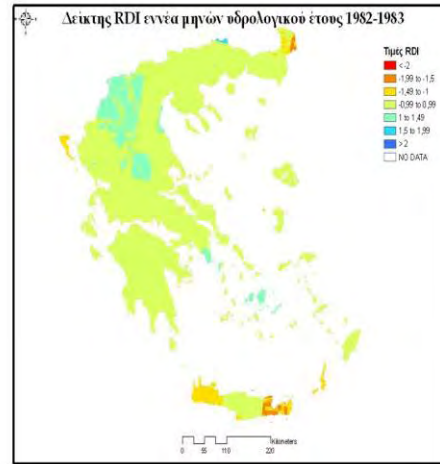 Δείκτης RDI εννέα μηνών υδρολογικού έτους 1982-1983
Τιμές RDI
< -2
-1,99 to -1,5
-1,49 to -1
-0,99 to 0,99
1 to 1,49
1,5 to 1,99
> 2
NO DATA
0 55 110 220
Kilometers